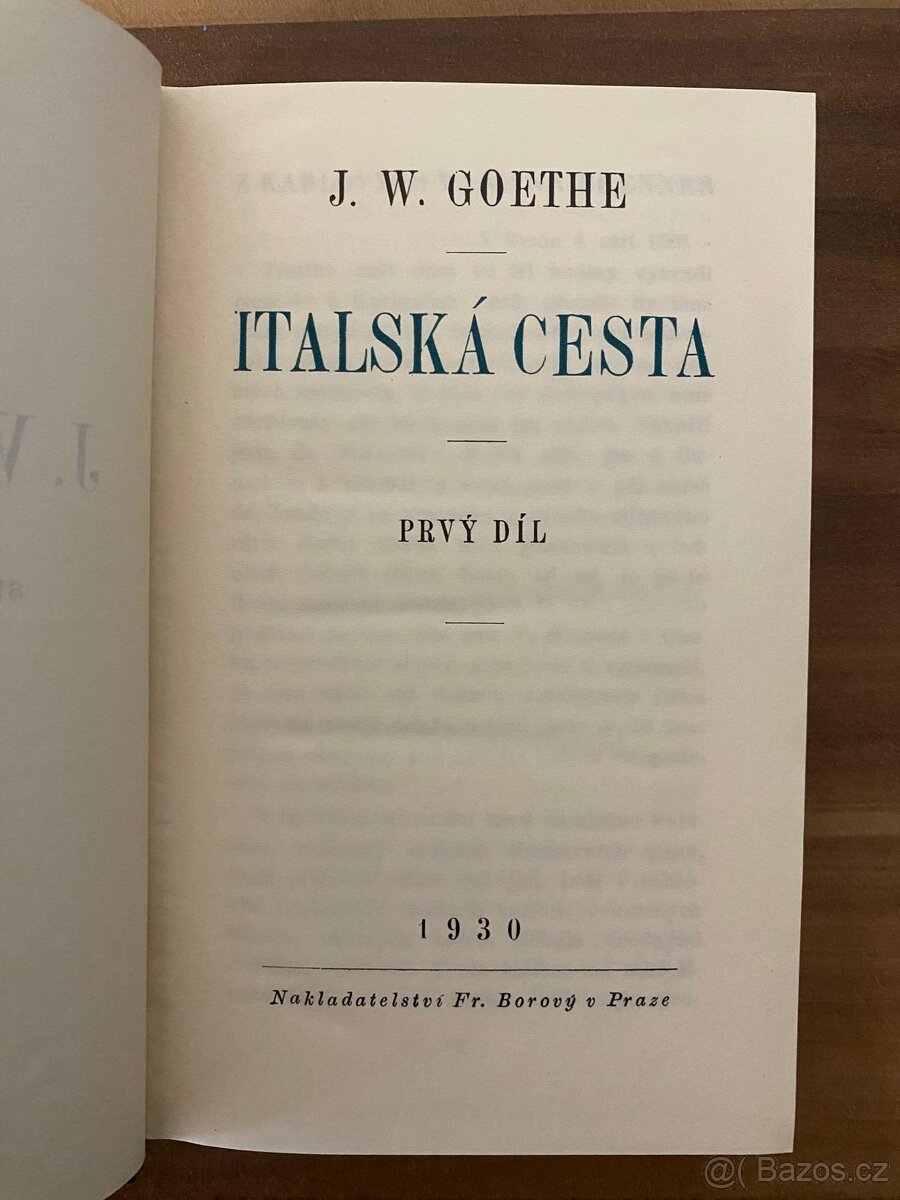 J. W. GOETHE
ITALSKÁ CESTA
PRVÝ DÍL
1930
Nakladatelství Fr. Borový v Praze
@( Bazos.cz